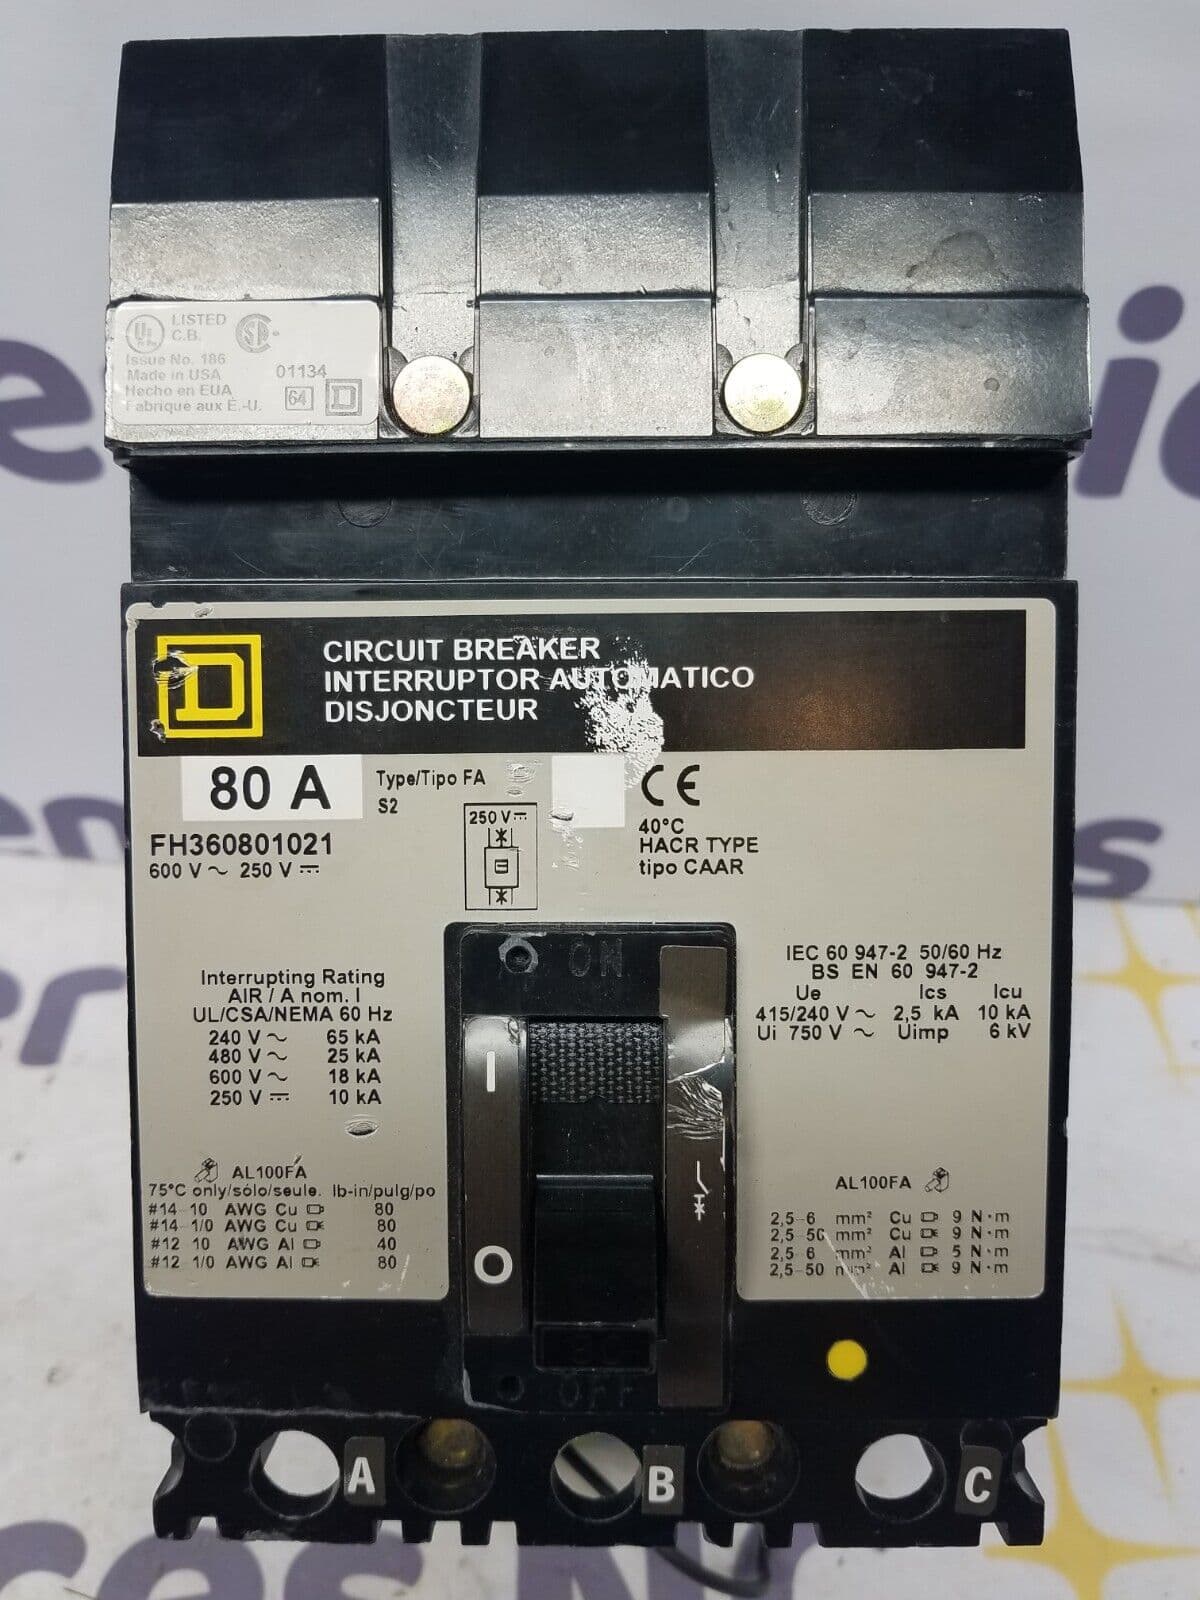 UL LISTED C.B. SA
Issue No. 186
Made in USA 01134
Hecho en EUA
Fabrique aux É.-U. 64 D
D
CIRCUIT BREAKER
INTERRUPTOR AUTOMATICO
DISJONCTEUR
80 A
Type/Tipo FA
S2
CE
FH360801021
600 V ~ 250 V ⎓
250 V ⎓
40°C
HACR TYPE
tipo CAAR
ON
Interrupting Rating
AIR / A nom. I
UL/CSA/NEMA 60 Hz
240 V ~ 65 kA
480 V ~ 25 kA
600 V ~ 18 kA
250 V ⎓ 10 kA
IEC 60 947-2 50/60 Hz
BS EN 60 947-2
Ue Ics Icu
415/240 V ~ 2,5 kA 10 kA
Ui 750 V ~ Uimp 6 kV
I
O
AL100FA
75°C only/sólo/seule. lb-in/pulg/po
#14-10 AWG Cu 80
#14-1/0 AWG Cu 80
#12 10 AWG Al 40
#12 1/0 AWG Al 80
AL100FA
2,5-6 mm² Cu 9 N·m
2,5-50 mm² Cu 9 N·m
2,5-6 mm² Al 5 N·m
2,5-50 mm² Al 9 N·m
OFF
A
B
C